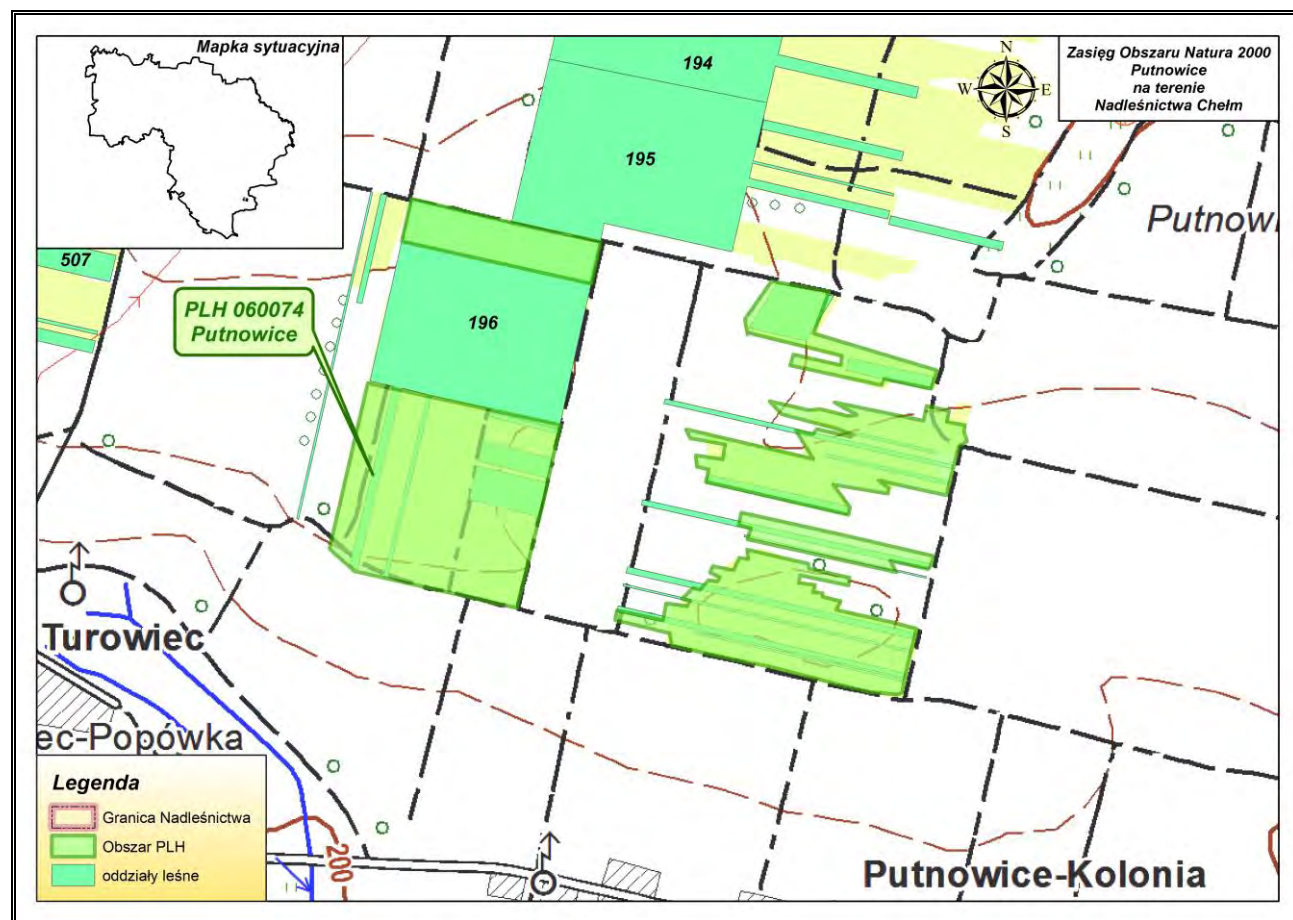 Mapka sytuacyjna
Zasięg Obszaru Natura 2000
Putnowice
na terenie
Nadleśnictwa Chełm
N
W
E
S
194
195
Putnowi
507
PLH 060074
Putnowice
196
Turowiec
ec-Popówka
Legenda
Granica Nadleśnictwa
Obszar PLH
oddziały leśne
200
Putnowice-Kolonia